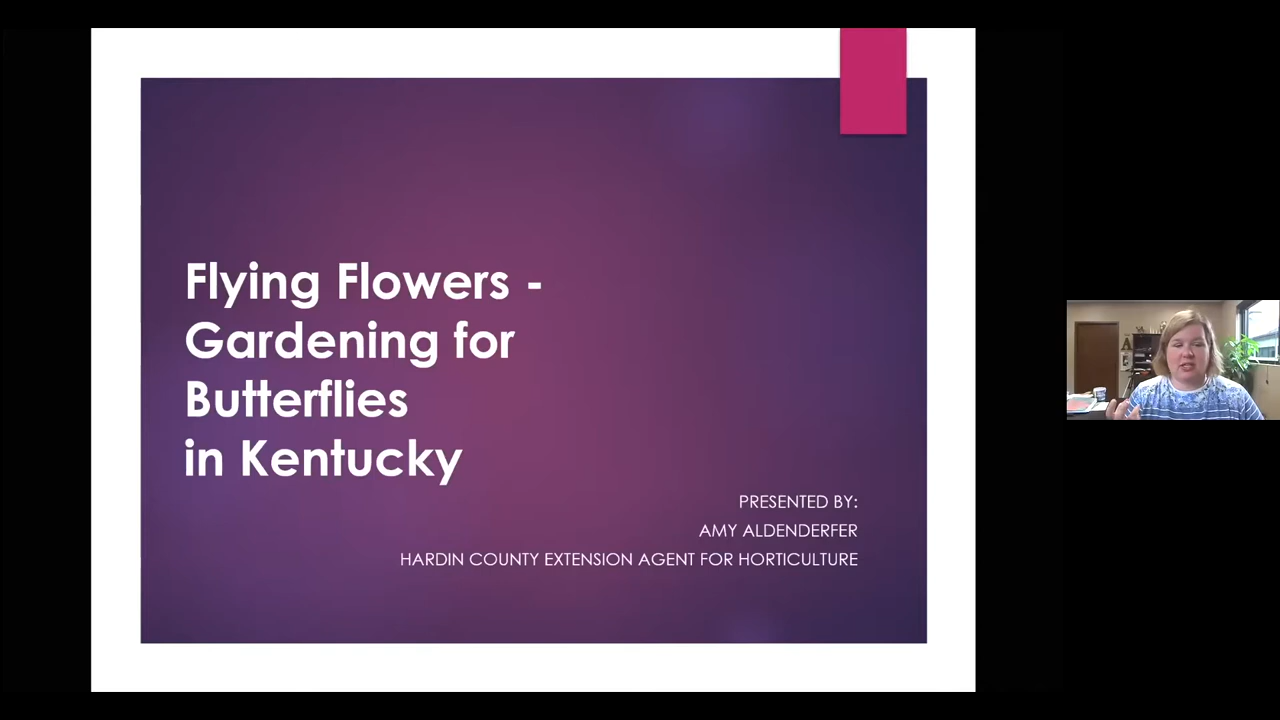 Flying Flowers -
Gardening for
Butterflies
in Kentucky
PRESENTED BY:
AMY ALDENDERFER
HARDIN COUNTY EXTENSION AGENT FOR HORTICULTURE